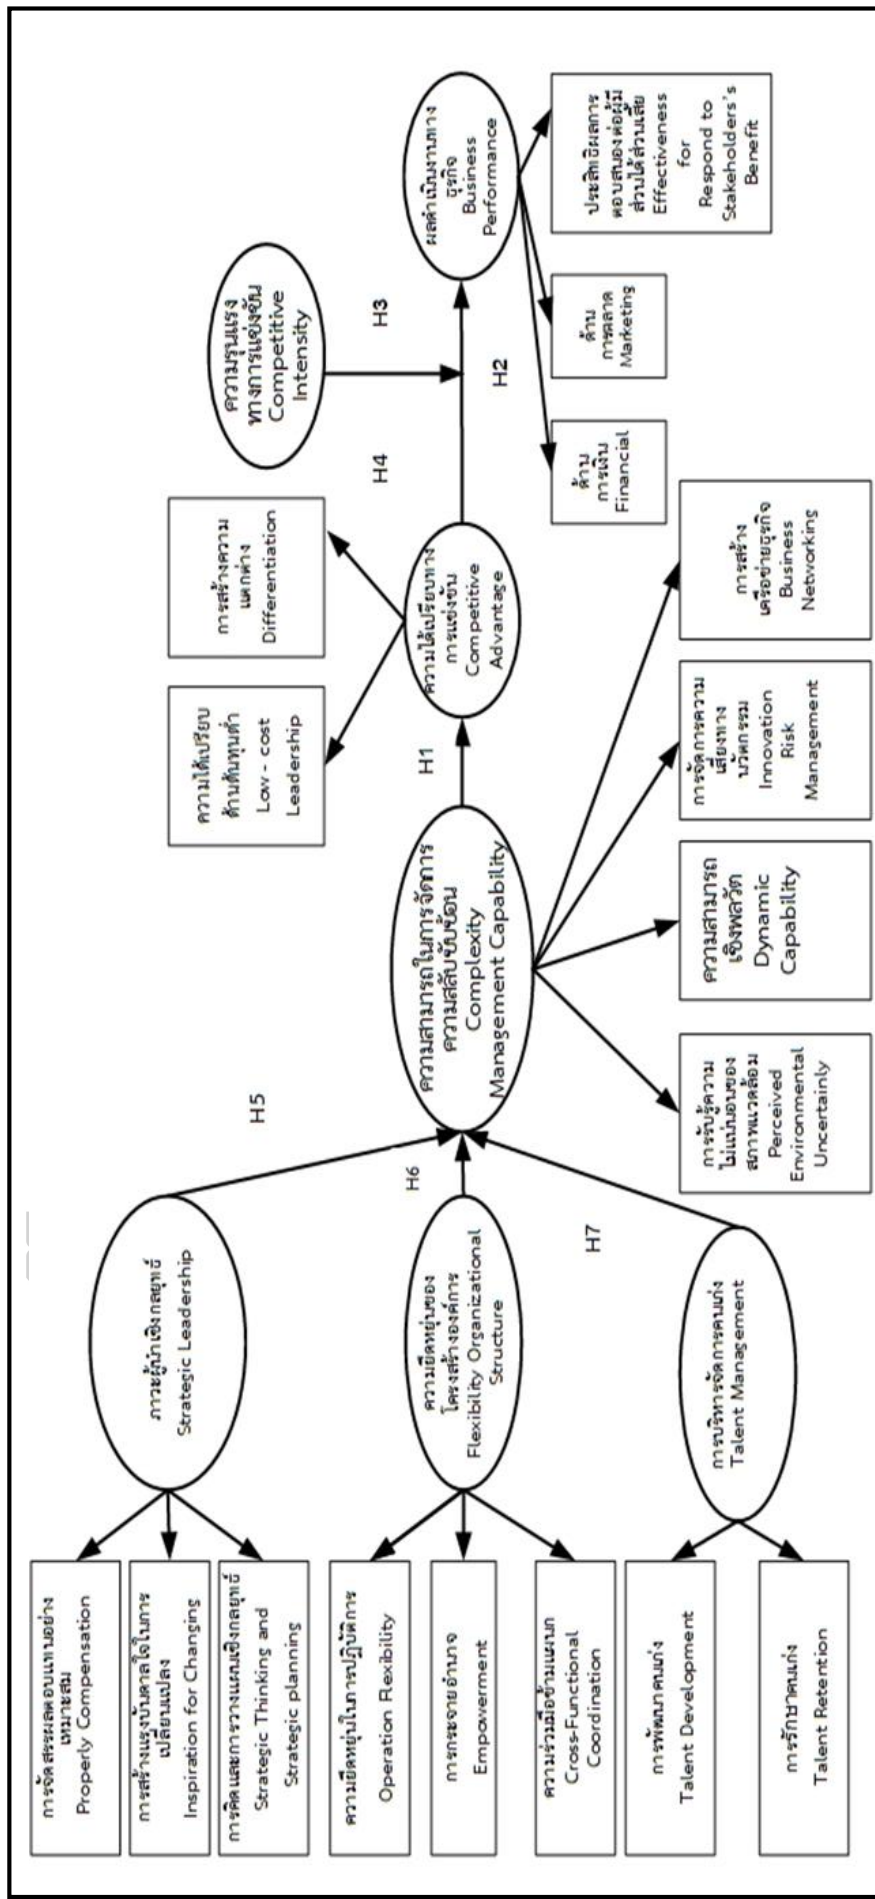 การจัดสรรผลตอบแทนอย่าง
เหมาะสม
Properly Compensation
การสร้างแรงบันดาลใจในการ
เปลี่ยนแปลง
Inspiration for Changing
การคิดและการวางแผนเชิงกลยุทธ์
Strategic Thinking and
Strategic planning
ความยืดหยุ่นในการปฏิบัติการ
Operation Flexibility
การกระจายอำนาจ
Empowerment
ความร่วมมือข้ามแผนก
Cross-Functional
Coordination
การพัฒนาคนเก่ง
Talent Development
การรักษาคนเก่ง
Talent Retention
ภาวะผู้นำเชิงกลยุทธ์
Strategic Leadership
ความยืดหยุ่นของ
โครงสร้างองค์การ
Flexibility Organizational
Structure
การบริหารจัดการคนเก่ง
Talent Management
H5
H6
H7
ความสามารถในการจัดการ
ความสลับซับซ้อน
Complexity
Management Capability
การรับรู้ความ
ไม่แน่นอนของ
สภาพแวดล้อม
Perceived
Environmental
Uncertainly
ความสามารถ
เชิงพลวัต
Dynamic
Capability
การจัดการความ
เสี่ยงทาง
นวัตกรรม
Innovation
Risk
Management
การสร้าง
เครือข่ายธุรกิจ
Business
Networking
H1
ความได้เปรียบ
ด้านต้นทุนต่ำ
Low - cost
Leadership
การสร้างความ
แตกต่าง
Differentiation
ความได้เปรียบทาง
การแข่งขัน
Competitive
Advantage
H4
H3
H2
ความรุนแรง
ทางการแข่งขัน
Competitive
Intensity
ผลดำเนินงานทาง
ธุรกิจ
Business
Performance
ด้าน
การเงิน
Financial
ด้าน
การตลาด
Marketing
ประสิทธิผลการ
ตอบสนองต่อผู้มี
ส่วนได้ส่วนเสีย
Effectiveness
for
Respond to
Stakeholders's
Benefit